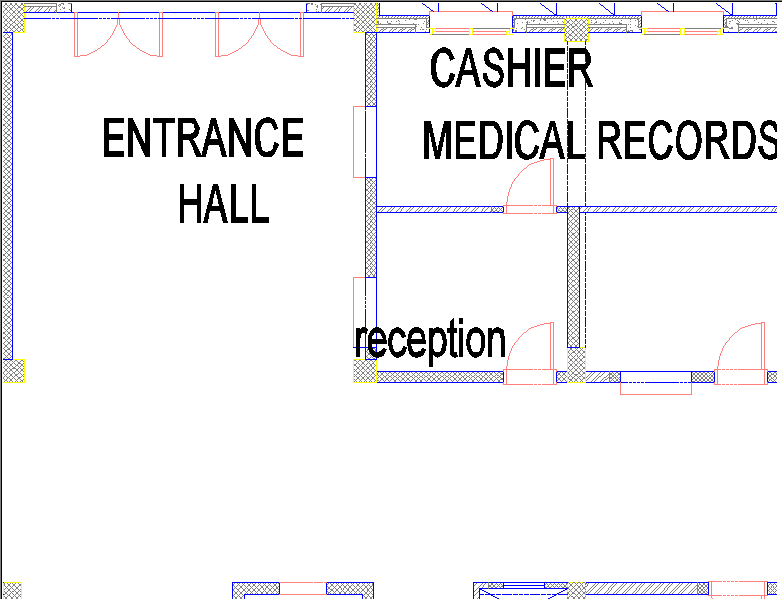 CASHIER
ENTRANCE
MEDICAL RECORDS
HALL
reception